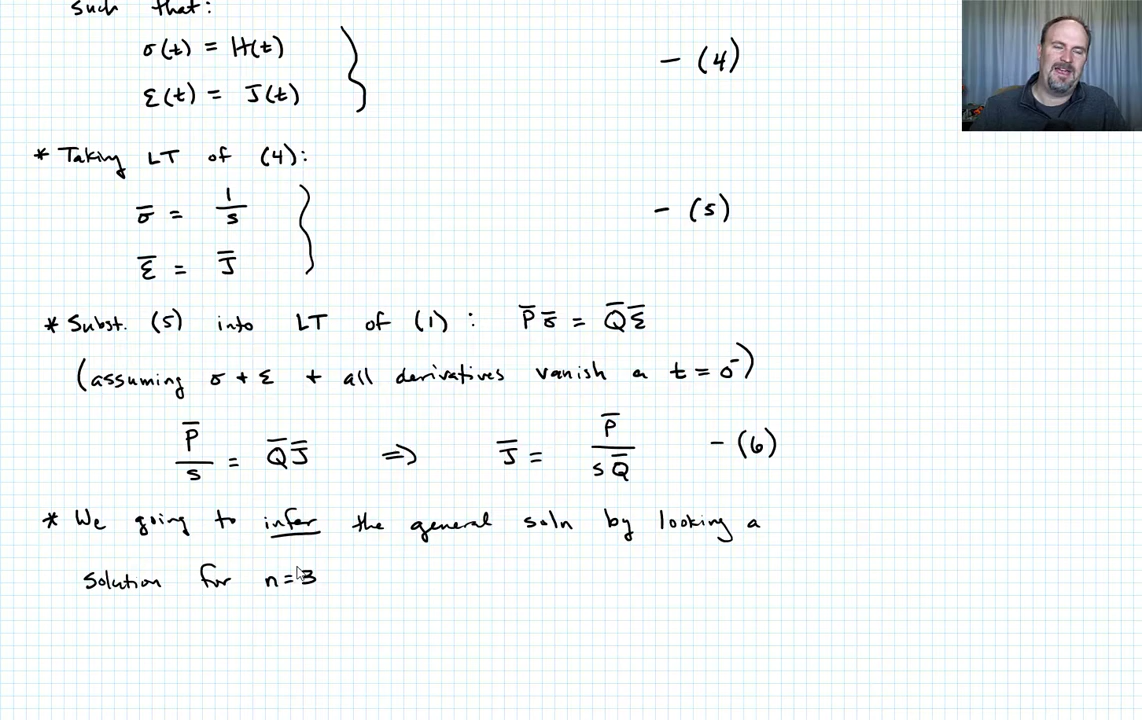 such that:
σ(t) = H(t)
ε(t) = J(t) - (4)
* Taking LT of (4):
σ̄ = 1/s
ε̄ = J̄ - (5)
* Subst. (5) into LT of (1) : P̄σ̄ = Q̄ε̄
(assuming σ + ε + all derivatives vanish @ t = 0⁻)
P̄/s = Q̄J̄ ⇒ J̄ = P̄/(sQ̄) - (6)
* We going to infer the general soln by looking @
solution for n=3